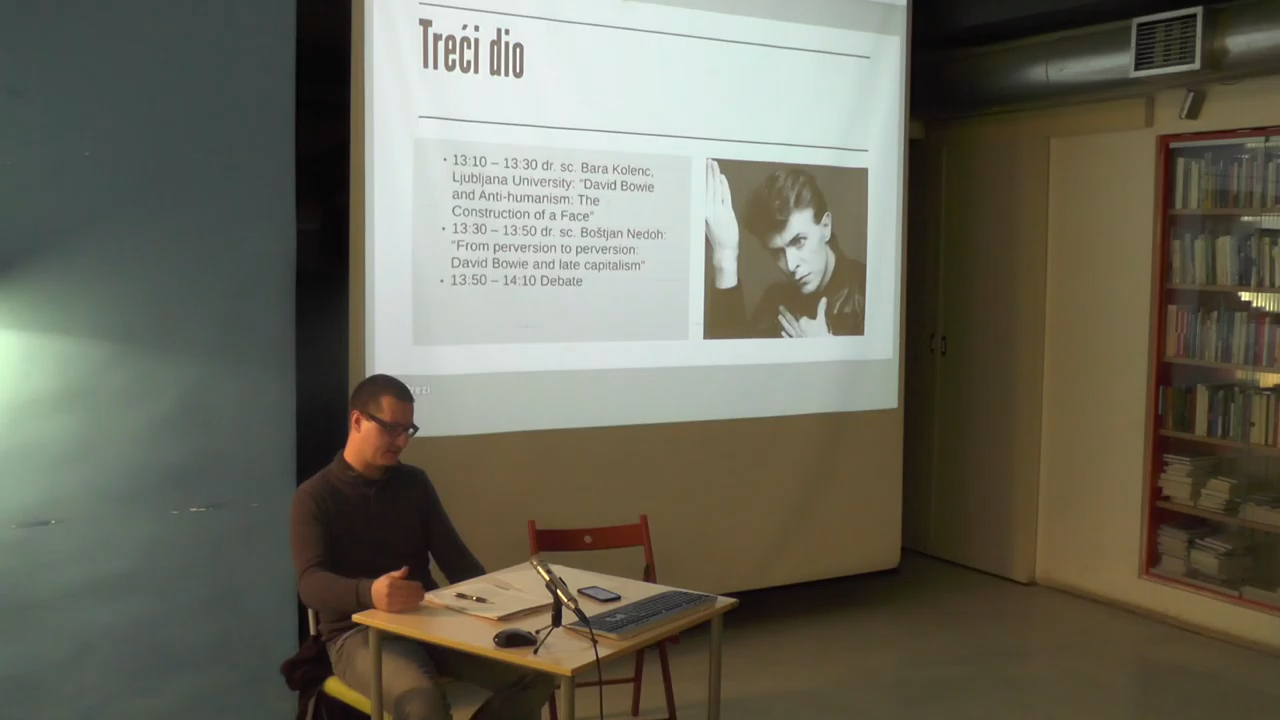 Treći dio
• 13:10 – 13:30 dr. sc. Bara Kolenc,
Ljubljana University: "David Bowie
and Anti-humanism: The
Construction of a Face"
• 13:30 – 13:50 dr. sc. Boštjan Nedoh:
"From perversion to perversion:
David Bowie and late capitalism"
• 13:50 – 14:10 Debate